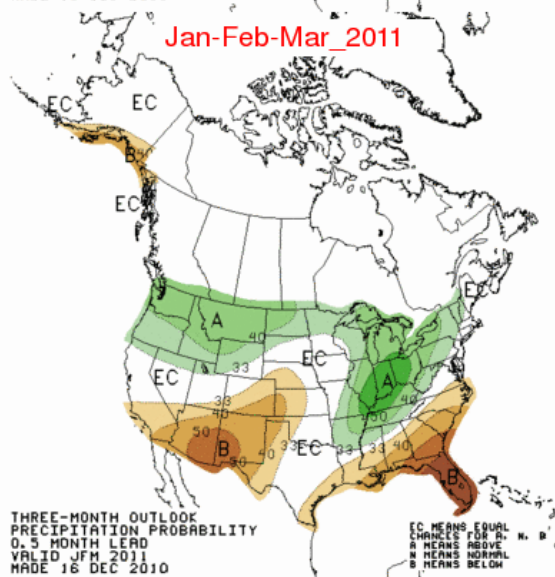 Jan-Feb-Mar_2011
EC
EC
B
EC
EC
A
40
EC
33
EC
A
33
40
40
50
50
B
50
40
33
EC
33
33
40
B
THREE-MONTH OUTLOOK
PRECIPITATION PROBABILITY
0.5 MONTH LEAD
VALID JFM 2011
MADE 16 DEC 2010
EC MEANS EQUAL
CHANCES FOR A, N, B
A MEANS ABOVE
N MEANS NORMAL
B MEANS BELOW